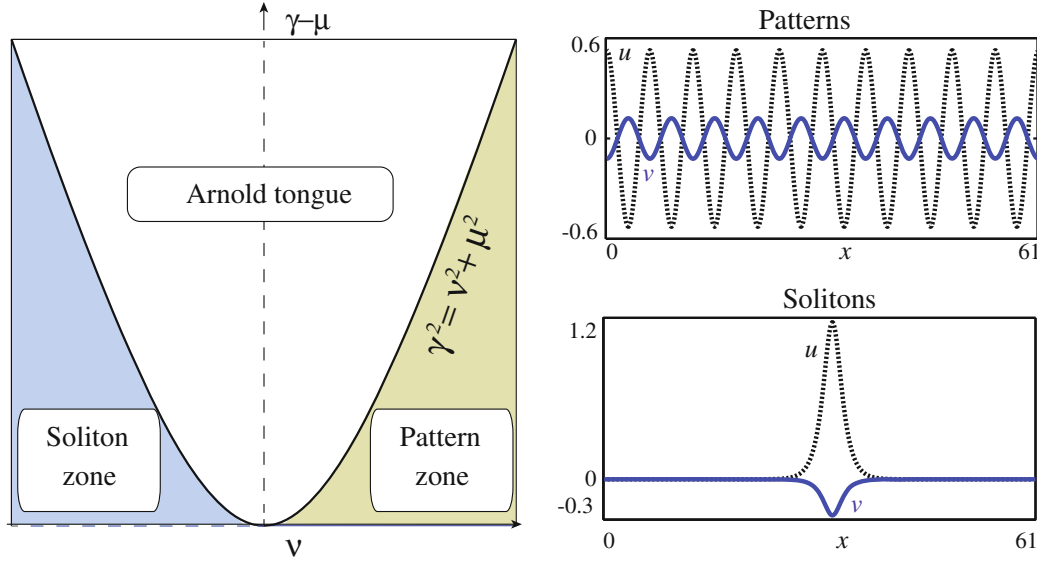 γ–μ
Arnold tongue
γ² = ν² + μ²
Soliton
zone
Pattern
zone
ν
Patterns
0.6
u
0
v
-0.6
0
x
61
Solitons
1.2
u
0
-0.3
v
0
x
61